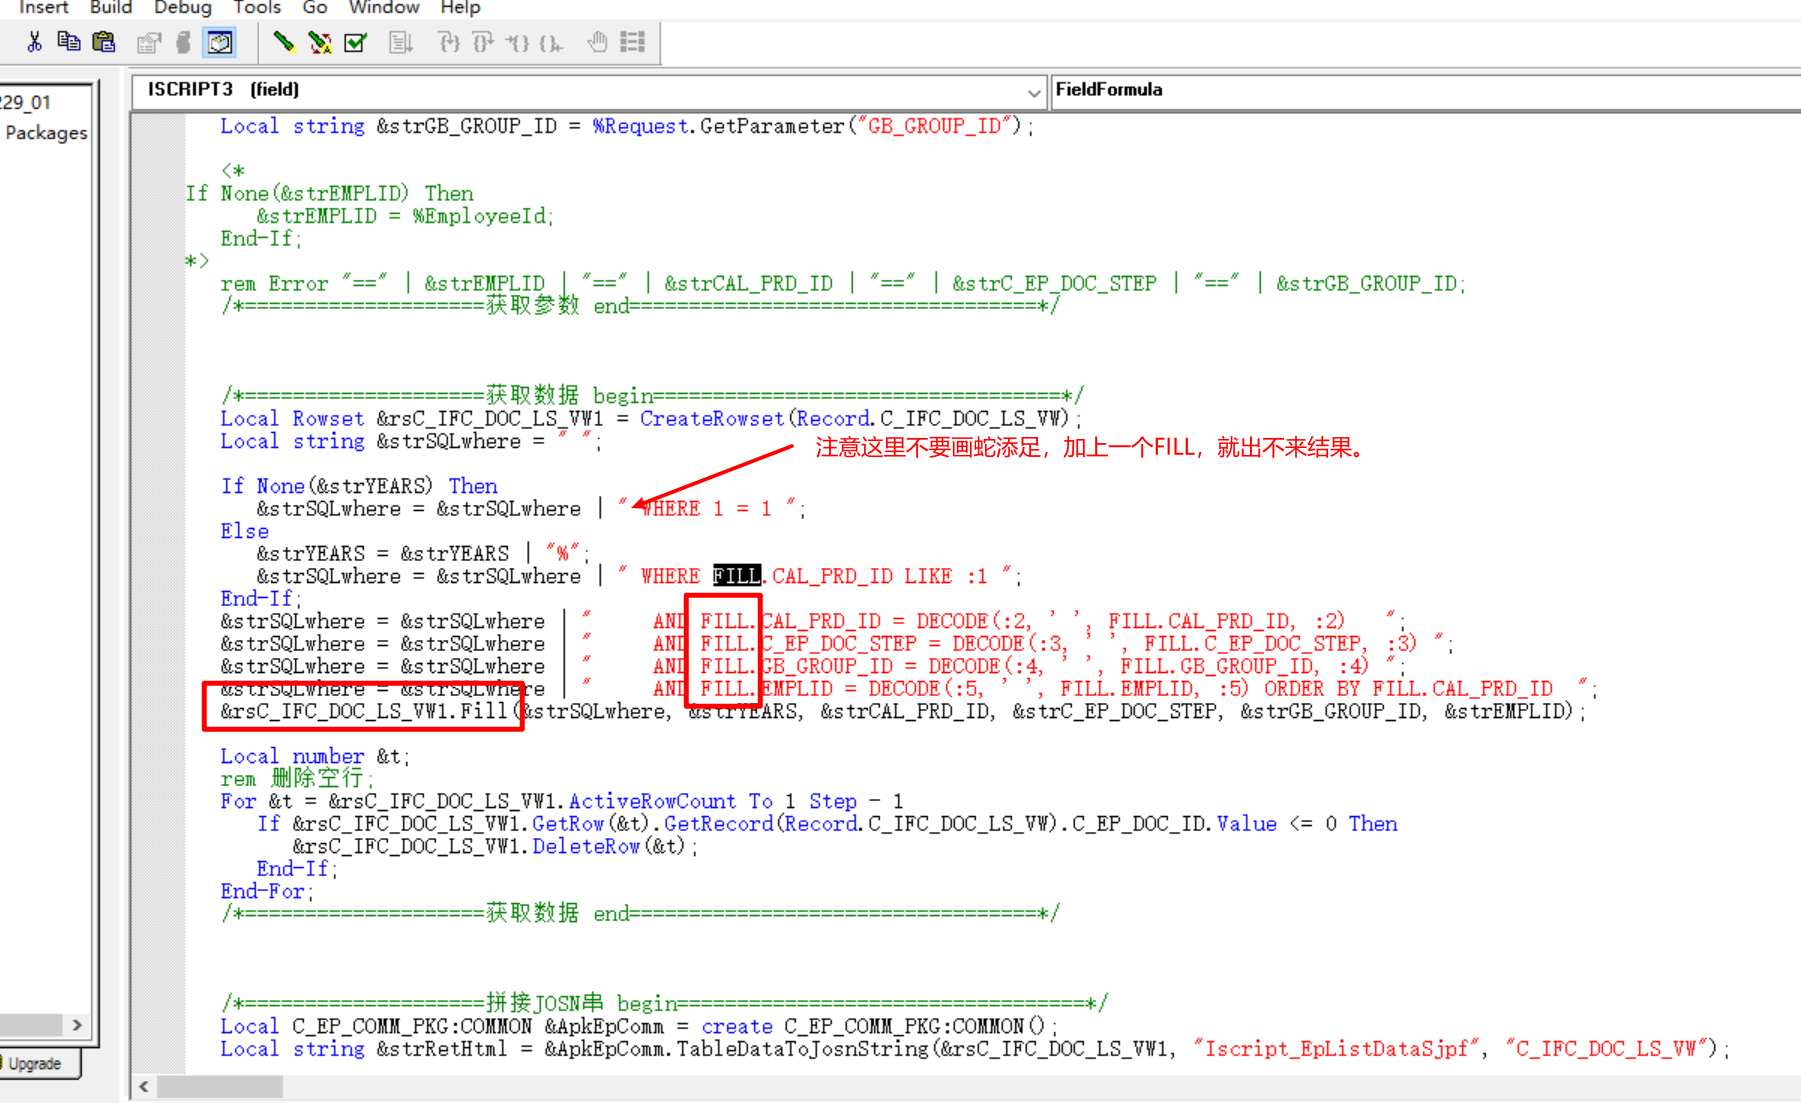 Insert Build Debug Tools Go Window Help
229_01
Packages
ISCRIPT3 (field)
FieldFormula
Local string &strGB_GROUP_ID = %Request.GetParameter("GB_GROUP_ID");
<*
If None(&strEMPLID) Then
&strEMPLID = %EmployeeId;
End-If;
*>
rem Error "==" | &strEMPLID | "==" | &strCAL_PRD_ID | "==" | &strC_EP_DOC_STEP | "==" | &strGB_GROUP_ID;
/*====================获取参数 end==================================*/
/*====================获取数据 begin==================================*/
Local Rowset &rsC_IFC_DOC_LS_VW1 = CreateRowset(Record.C_IFC_DOC_LS_VW);
Local string &strSQLwhere = " ";
注意这里不要画蛇添足，加上一个FILL，就出不来结果。
If None(&strYEARS) Then
&strSQLwhere = &strSQLwhere | " WHERE 1 = 1 ";
Else
&strYEARS = &strYEARS | "%";
&strSQLwhere = &strSQLwhere | " WHERE FILL.CAL_PRD_ID LIKE :1 ";
End-If;
&strSQLwhere = &strSQLwhere | " AND FILL.CAL_PRD_ID = DECODE(:2, ' ', FILL.CAL_PRD_ID, :2) ";
&strSQLwhere = &strSQLwhere | " AND FILL.C_EP_DOC_STEP = DECODE(:3, ' ', FILL.C_EP_DOC_STEP, :3) ";
&strSQLwhere = &strSQLwhere | " AND FILL.GB_GROUP_ID = DECODE(:4, ' ', FILL.GB_GROUP_ID, :4) ";
&strSQLwhere = &strSQLwhere | " AND FILL.EMPLID = DECODE(:5, ' ', FILL.EMPLID, :5) ORDER BY FILL.CAL_PRD_ID ";
&rsC_IFC_DOC_LS_VW1.Fill(&strSQLwhere, &strYEARS, &strCAL_PRD_ID, &strC_EP_DOC_STEP, &strGB_GROUP_ID, &strEMPLID);
Local number &t;
rem 删除空行;
For &t = &rsC_IFC_DOC_LS_VW1.ActiveRowCount To 1 Step - 1
If &rsC_IFC_DOC_LS_VW1.GetRow(&t).GetRecord(Record.C_IFC_DOC_LS_VW).C_EP_DOC_ID.Value <= 0 Then
&rsC_IFC_DOC_LS_VW1.DeleteRow(&t);
End-If;
End-For;
/*====================获取数据 end==================================*/
/*====================拼接JOSN串 begin==================================*/
Local C_EP_COMM_PKG:COMMON &ApkEpComm = create C_EP_COMM_PKG:COMMON();
Local string &strRetHtml = &ApkEpComm.TableDataToJosnString(&rsC_IFC_DOC_LS_VW1, "Iscript_EpListDataSjpf", "C_IFC_DOC_LS_VW");
Upgrade